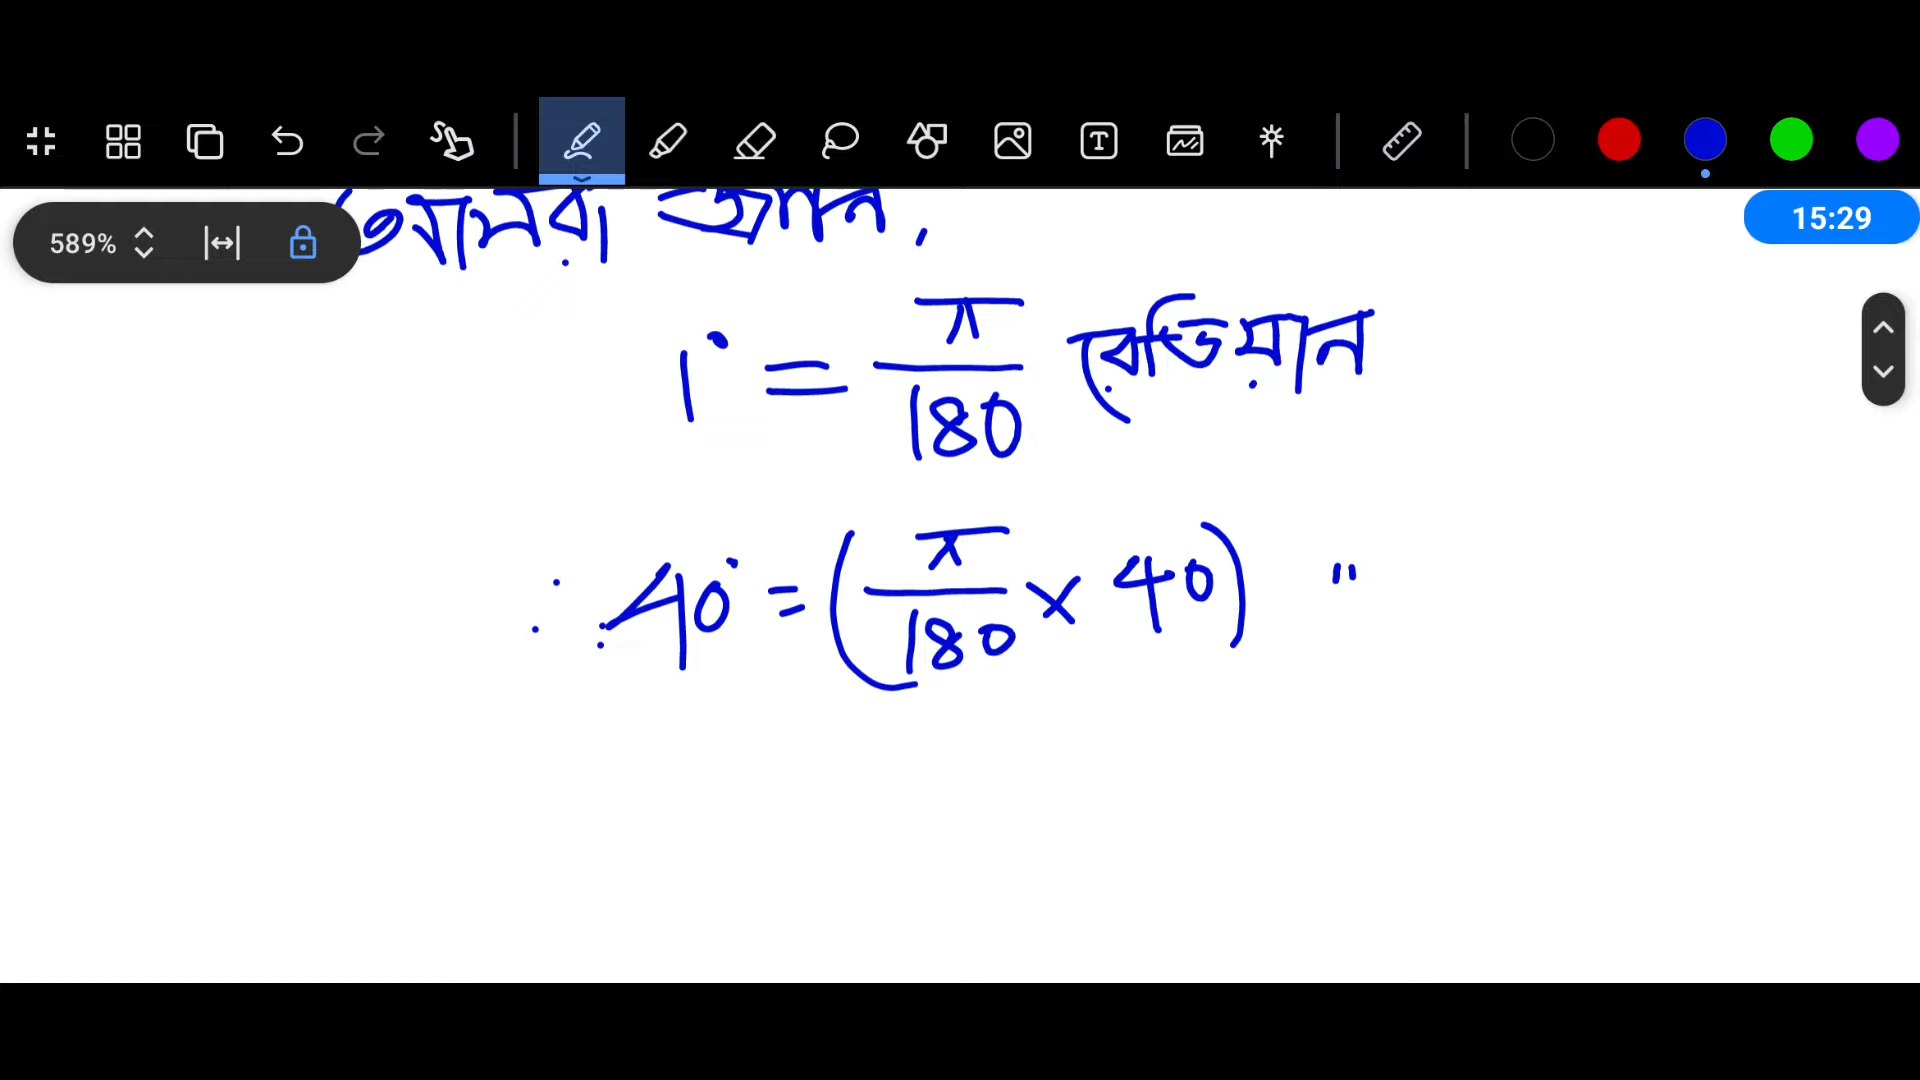 589%
15:29
আমরা জানি,
1° = π/180 রেডিয়ান
∴ 40° = (π/180 × 40) "